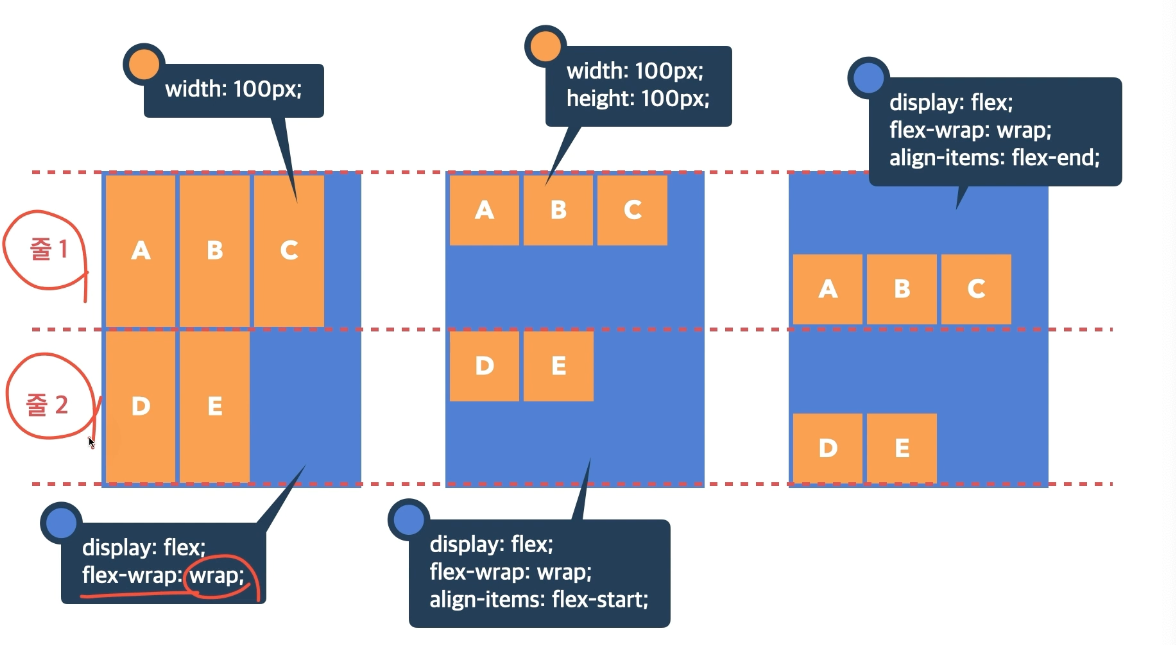 width: 100px;
width: 100px;
height: 100px;
display: flex;
flex-wrap: wrap;
align-items: flex-end;
줄 1
A B C
A B C
A B C
줄 2
D E
D E
D E
display: flex;
flex-wrap: wrap;
display: flex;
flex-wrap: wrap;
align-items: flex-start;